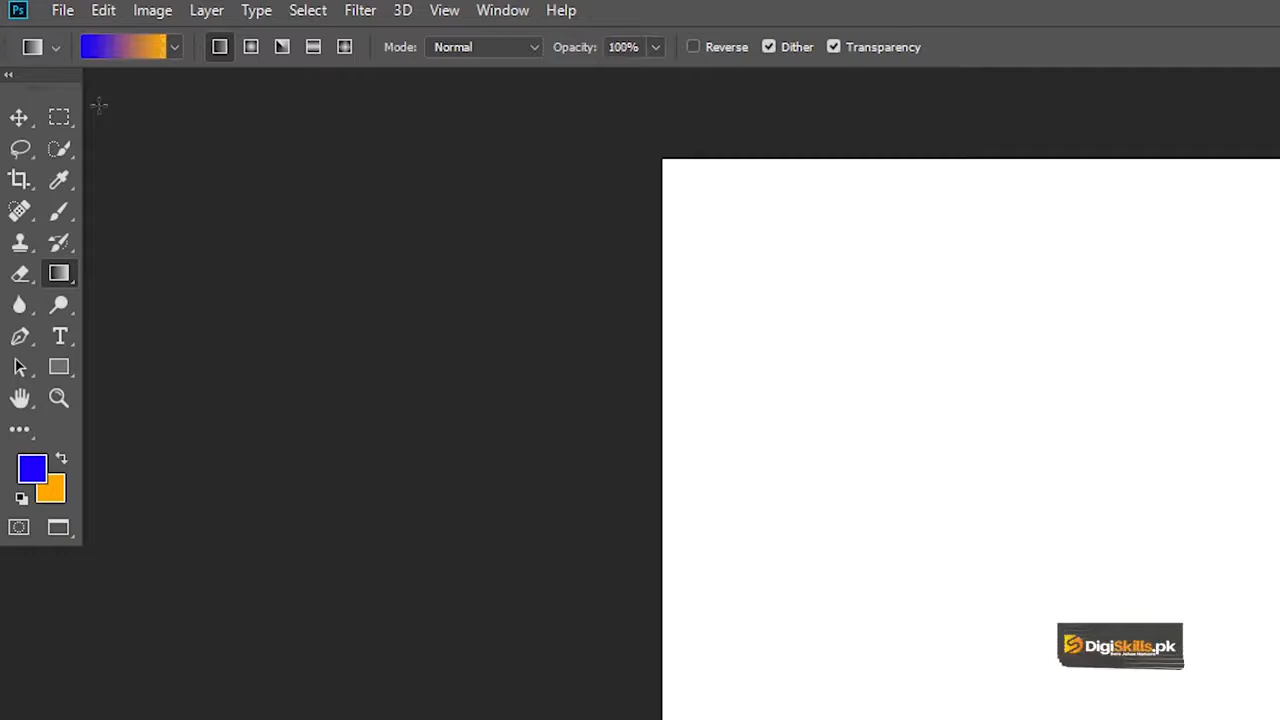 Ps File Edit Image Layer Type Select Filter 3D View Window Help
Mode: Normal Opacity: 100% Reverse Dither Transparency
T
DigiSkills.pk